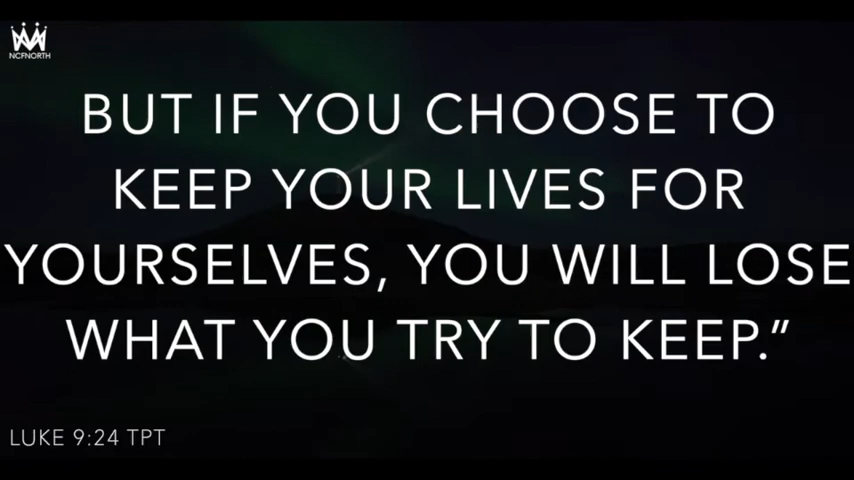 NCFNORTH
BUT IF YOU CHOOSE TO
KEEP YOUR LIVES FOR
YOURSELVES, YOU WILL LOSE
WHAT YOU TRY TO KEEP.”
LUKE 9:24 TPT